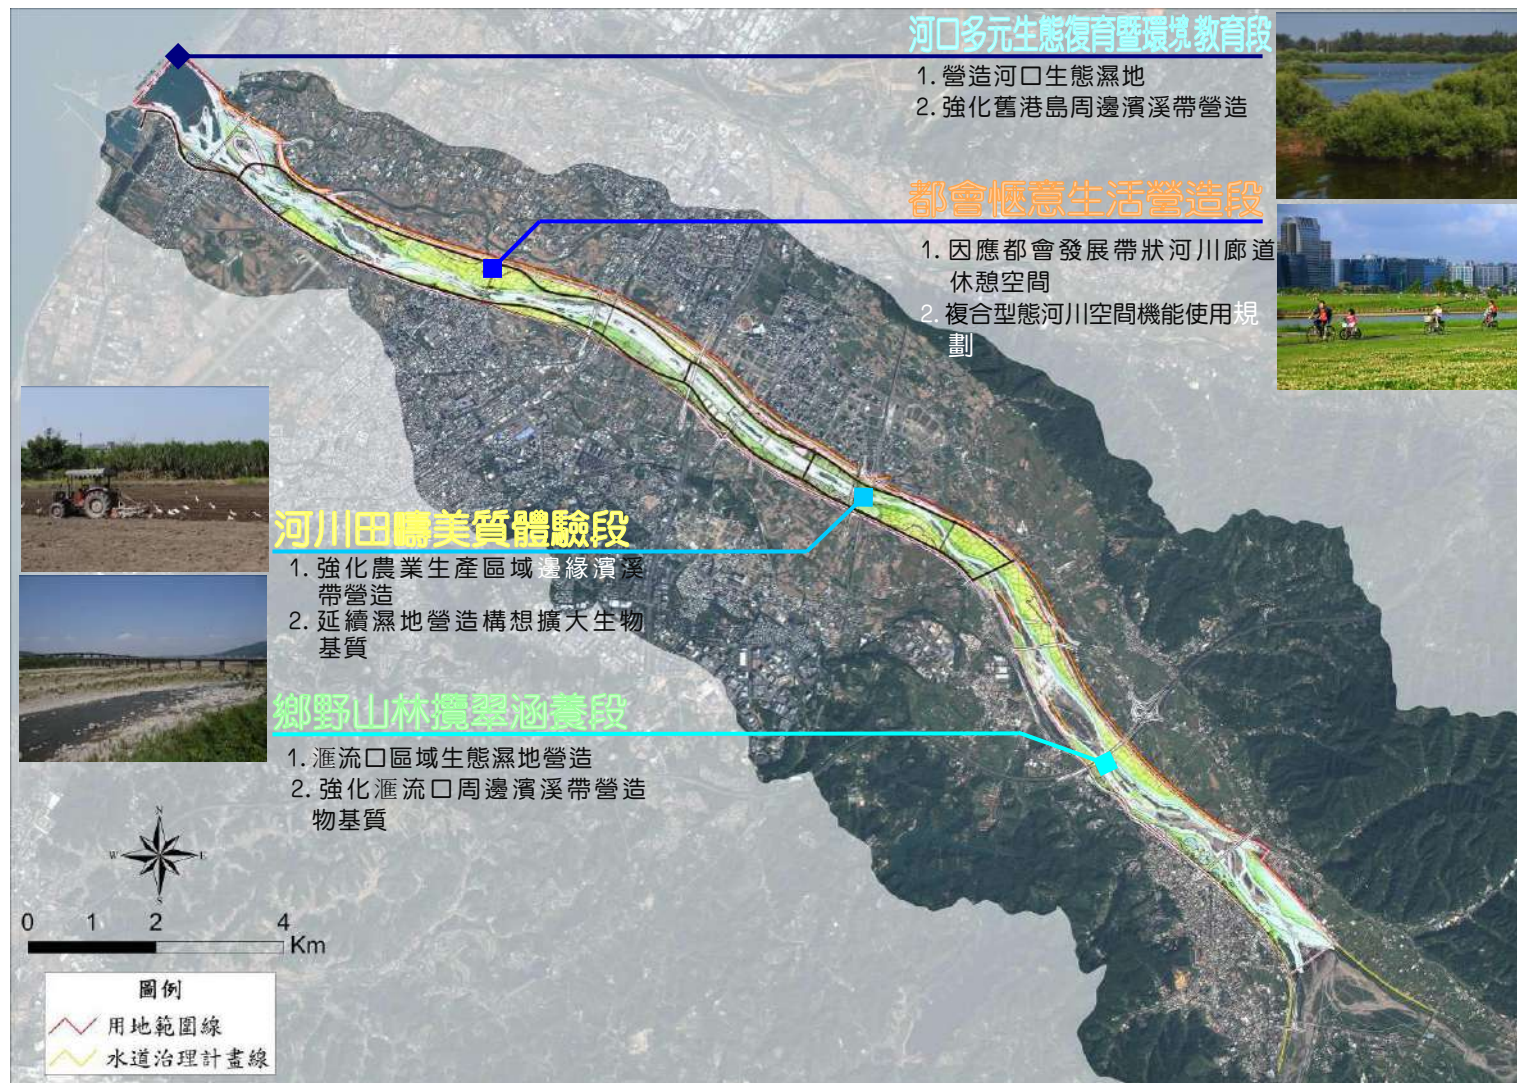 河口多元生態復育暨環境教育段
1. 營造河口生態濕地
2. 強化舊港島周邊濱溪帶營造
都會愜意生活營造段
1. 因應都會發展帶狀河川廊道
休憩空間
2. 複合型態河川空間機能使用規
劃
河川田疇美質體驗段
1. 強化農業生產區域邊緣濱溪
帶營造
2. 延續濕地營造構想擴大生物
基質
鄉野山林攬翠涵養段
1. 滙流口區域生態濕地營造
2. 強化滙流口周邊濱溪帶營造
物基質
N
W E
S
0 1 2 4
Km
圖例
用地範圍線
水道治理計畫線